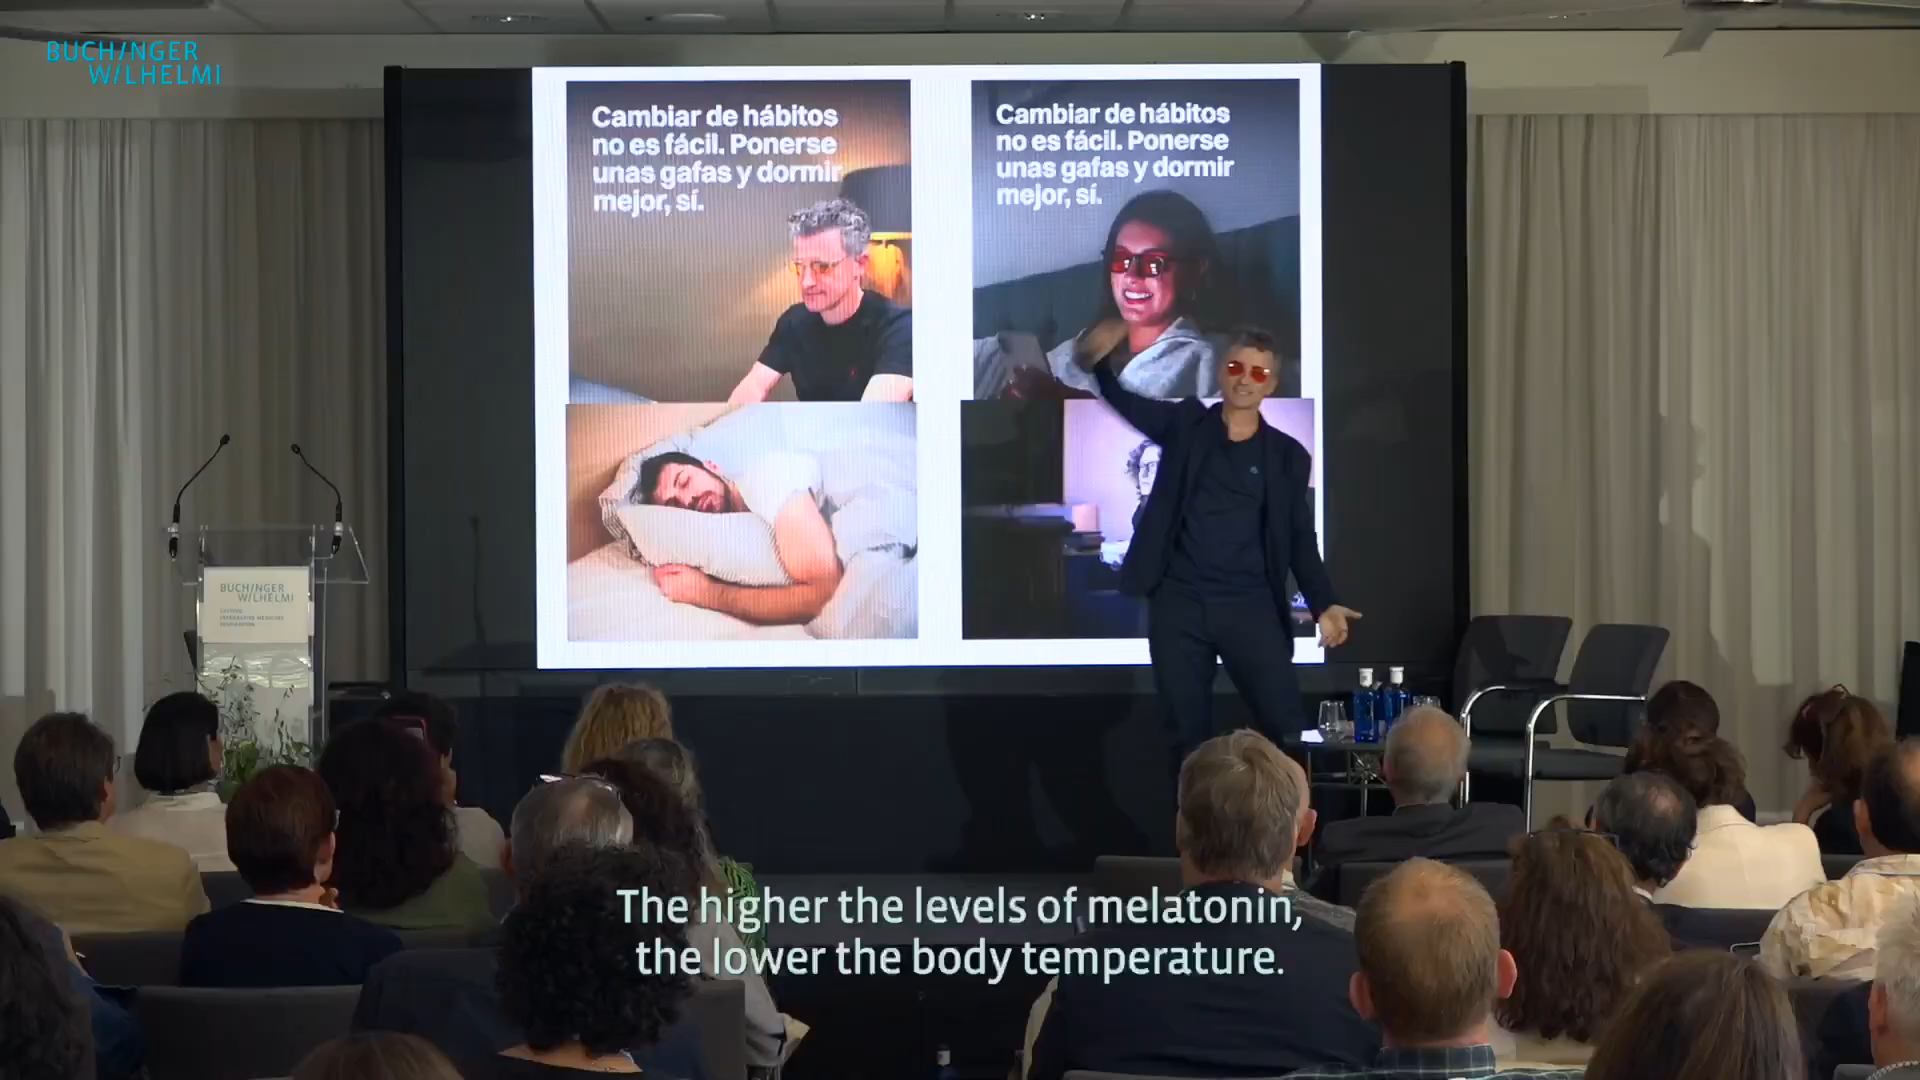 BUCHINGER
WILHELMI
Cambiar de hábitos
no es fácil. Ponerse
unas gafas y dormir
mejor, sí.
Cambiar de hábitos
no es fácil. Ponerse
unas gafas y dormir
mejor, sí.
BUCHINGER
WILHELMI
The higher the levels of melatonin,
the lower the body temperature.